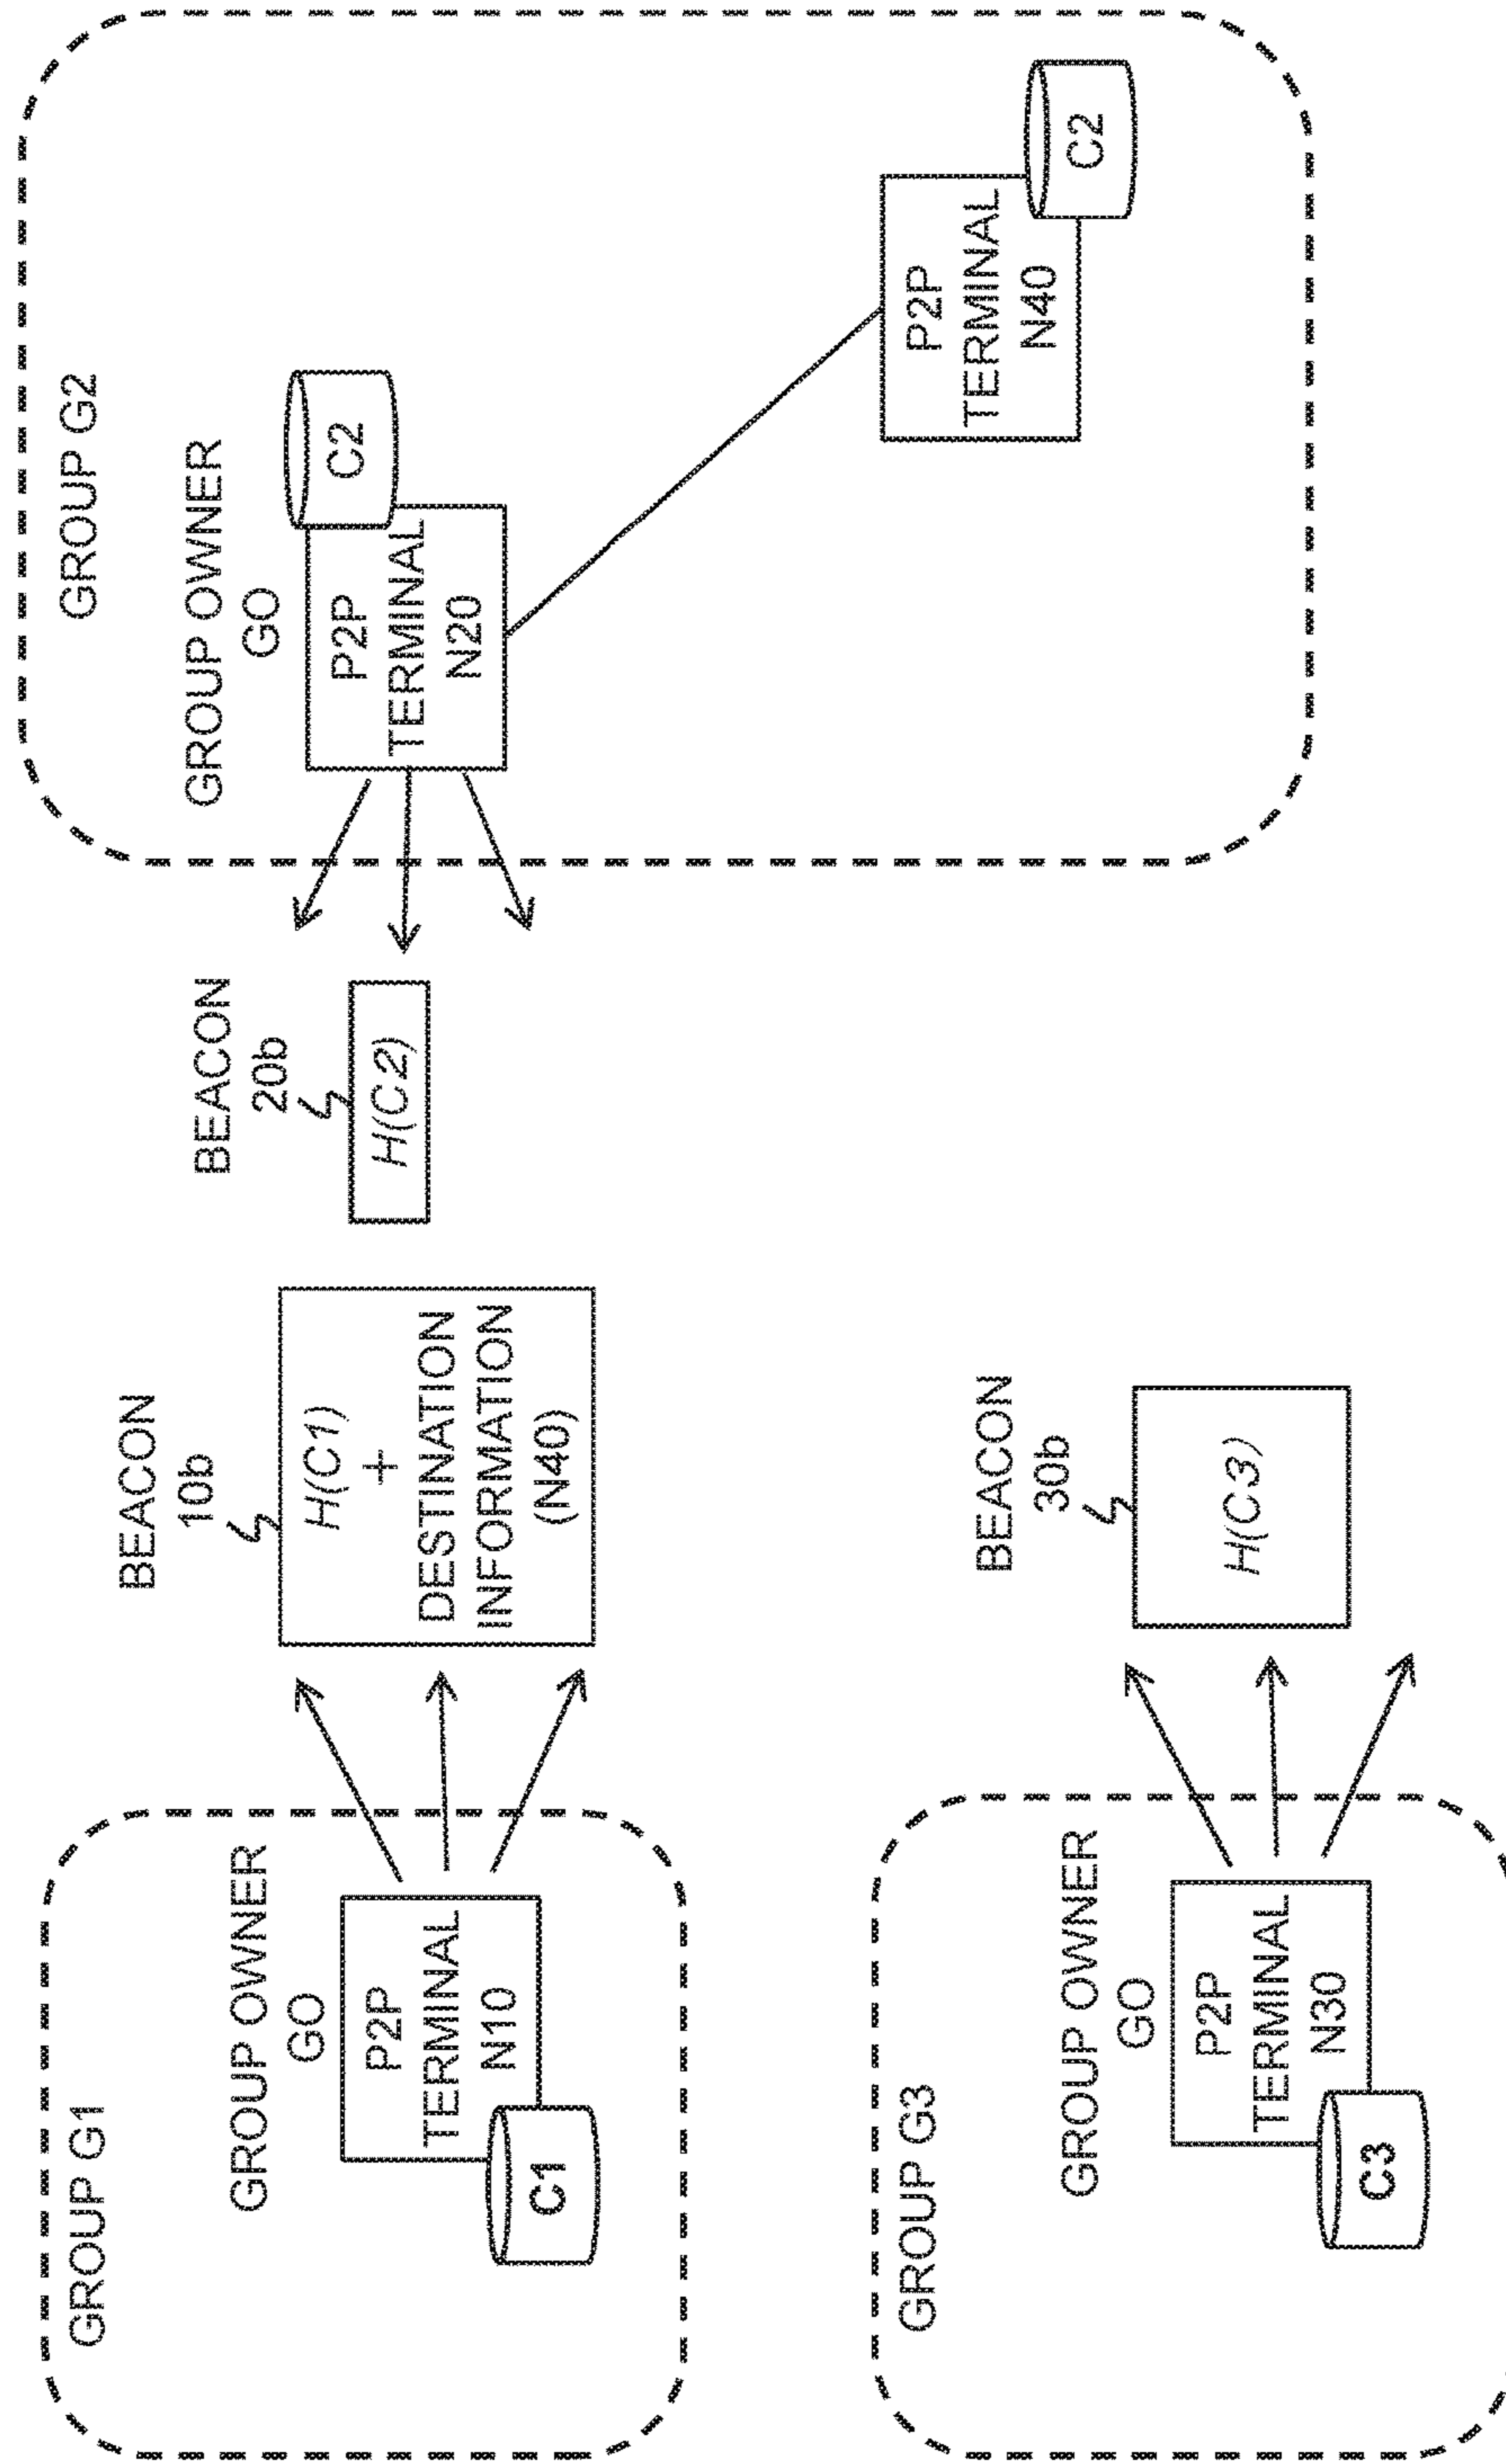 GROUP G1
GROUP OWNER
GO
P2P
TERMINAL
N10
C1
BEACON
10b
H(C1)
+
DESTINATION
INFORMATION
(N40)
BEACON
20b
H(C2)
GROUP G2
GROUP OWNER
GO
P2P
TERMINAL
N20
C2
P2P
TERMINAL
N40
C2
GROUP G3
GROUP OWNER
GO
P2P
TERMINAL
N30
C3
BEACON
30b
H(C3)